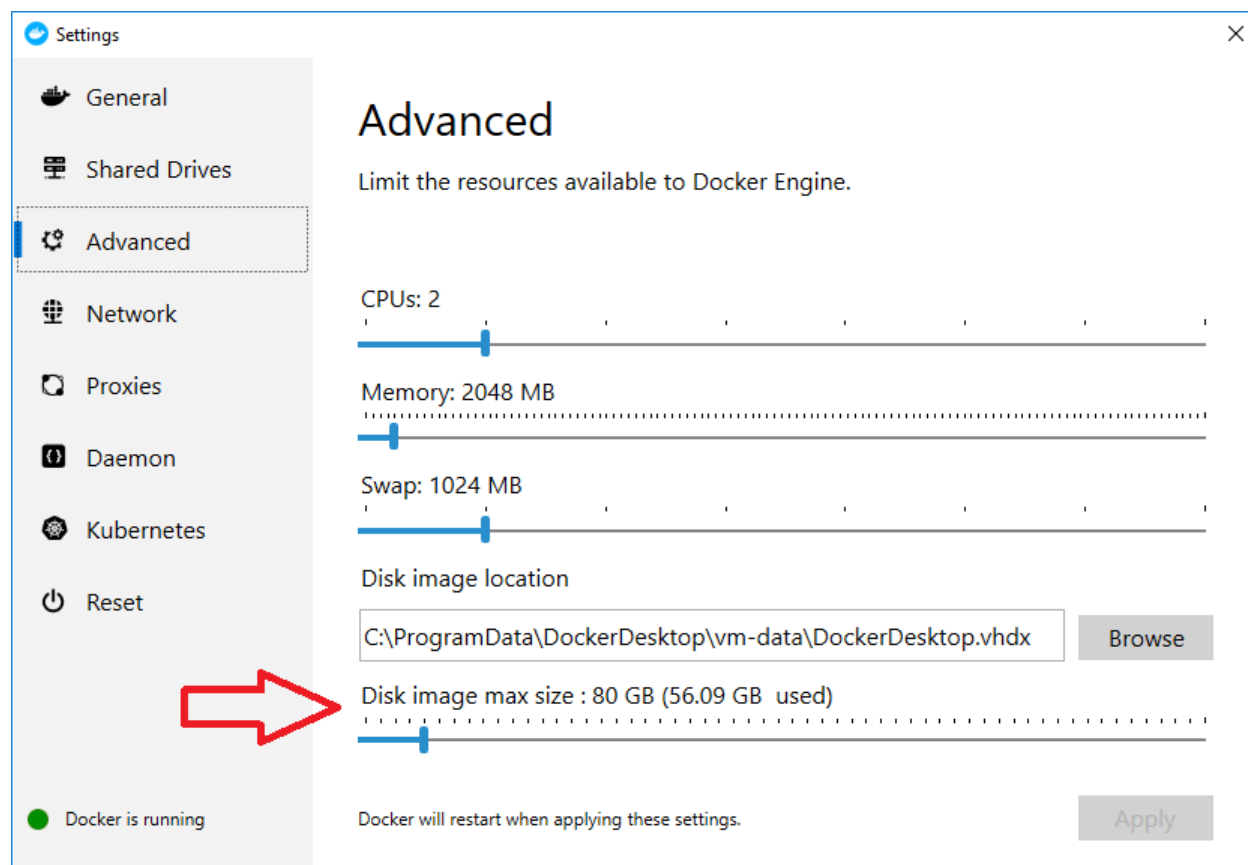 Settings
General
Shared Drives
Advanced
Network
Proxies
Daemon
Kubernetes
Reset
Docker is running
Advanced
Limit the resources available to Docker Engine.
CPUs: 2
Memory: 2048 MB
Swap: 1024 MB
Disk image location
C:\ProgramData\DockerDesktop\vm-data\DockerDesktop.vhdx
Browse
Disk image max size : 80 GB (56.09 GB  used)
Docker will restart when applying these settings.
Apply